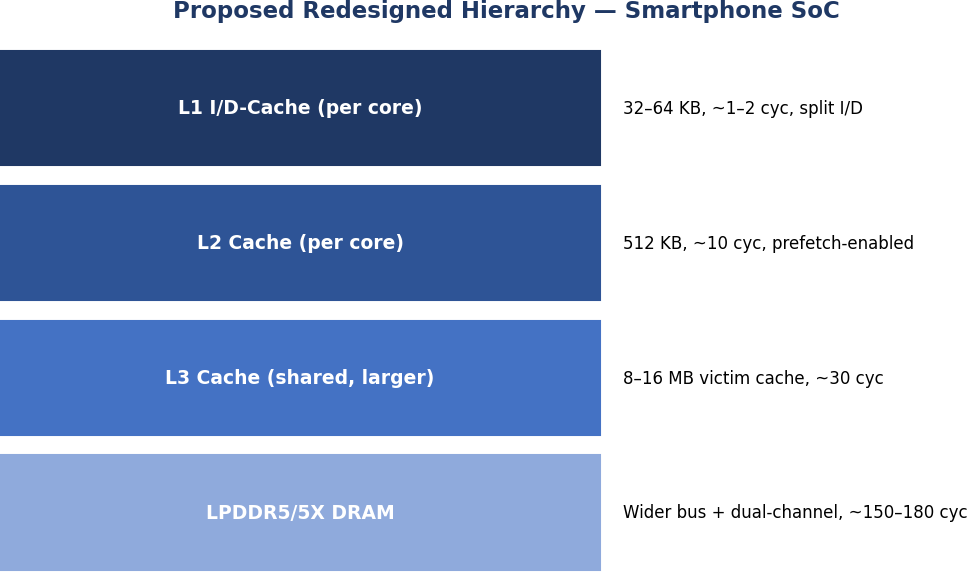 Proposed Redesigned Hierarchy — Smartphone SoC
L1 I/D-Cache (per core)
32–64 KB, ~1–2 cyc, split I/D
L2 Cache (per core)
512 KB, ~10 cyc, prefetch-enabled
L3 Cache (shared, larger)
8–16 MB victim cache, ~30 cyc
LPDDR5/5X DRAM
Wider bus + dual-channel, ~150–180 cyc